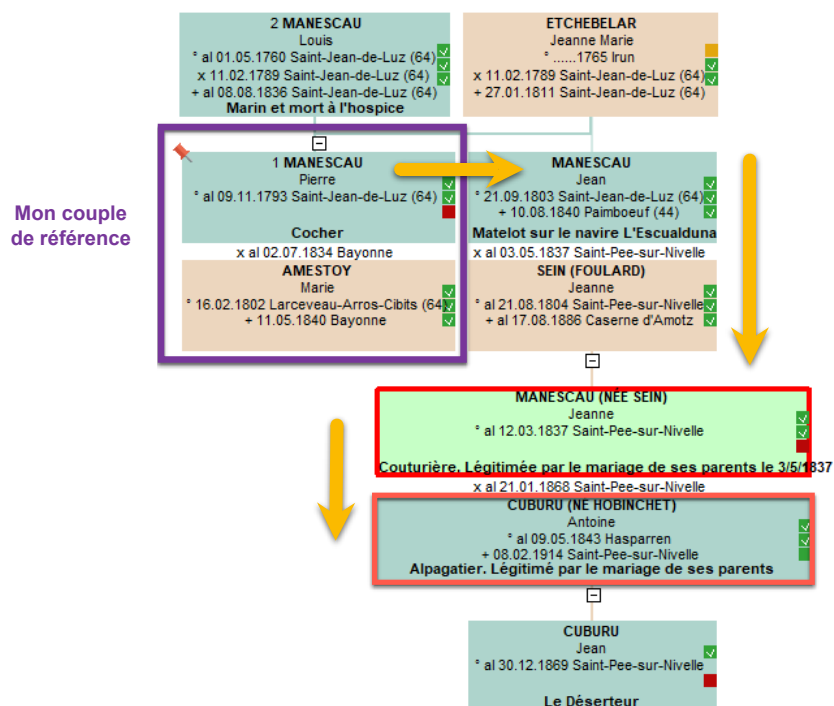 2 MANESCAU
Louis
° al 01.05.1760 Saint-Jean-de-Luz (64)
x 11.02.1789 Saint-Jean-de-Luz (64)
+ al 08.08.1836 Saint-Jean-de-Luz (64)
Marin et mort à l'hospice
ETCHEBELAR
Jeanne Marie
° ......1765 Irun
x 11.02.1789 Saint-Jean-de-Luz (64)
+ 27.01.1811 Saint-Jean-de-Luz (64)
Mon couple
de référence
1 MANESCAU
Pierre
° al 09.11.1793 Saint-Jean-de-Luz (64)
Cocher
x al 02.07.1834 Bayonne
AMESTOY
Marie
° 16.02.1802 Larceveau-Arros-Cibits (64)
+ 11.05.1840 Bayonne
MANESCAU
Jean
° 21.09.1803 Saint-Jean-de-Luz (64)
+ 10.08.1840 Paimboeuf (44)
Matelot sur le navire L'Escualduna
x al 03.05.1837 Saint-Pee-sur-Nivelle
SEIN (FOULARD)
Jeanne
° al 21.08.1804 Saint-Pee-sur-Nivelle
+ al 17.08.1886 Caserne d'Amotz
MANESCAU (NÉE SEIN)
Jeanne
° al 12.03.1837 Saint-Pee-sur-Nivelle
Couturière. Légitimée par le mariage de ses parents le 3/5/1837
x al 21.01.1868 Saint-Pee-sur-Nivelle
CUBURU (NE HOBINCHET)
Antoine
° al 09.05.1843 Hasparren
+ 08.02.1914 Saint-Pee-sur-Nivelle
Alpagatier. Légitimé par le mariage de ses parents
CUBURU
Jean
° al 30.12.1869 Saint-Pee-sur-Nivelle
Le Déserteur